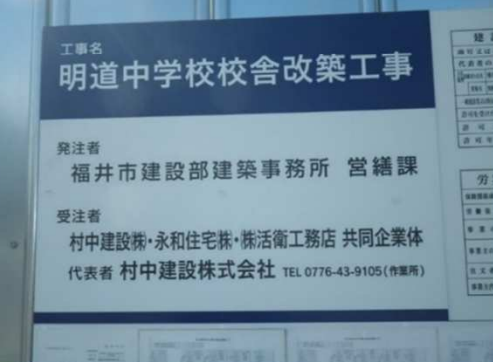 工事名
明道中学校校舎改築工事
発注者
福井市建設部建築事務所 営繕課
受注者
村中建設㈱・永和住宅㈱・㈱活衛工務店 共同企業体
代表者 村中建設株式会社 TEL 0776-43-9105(作業所)